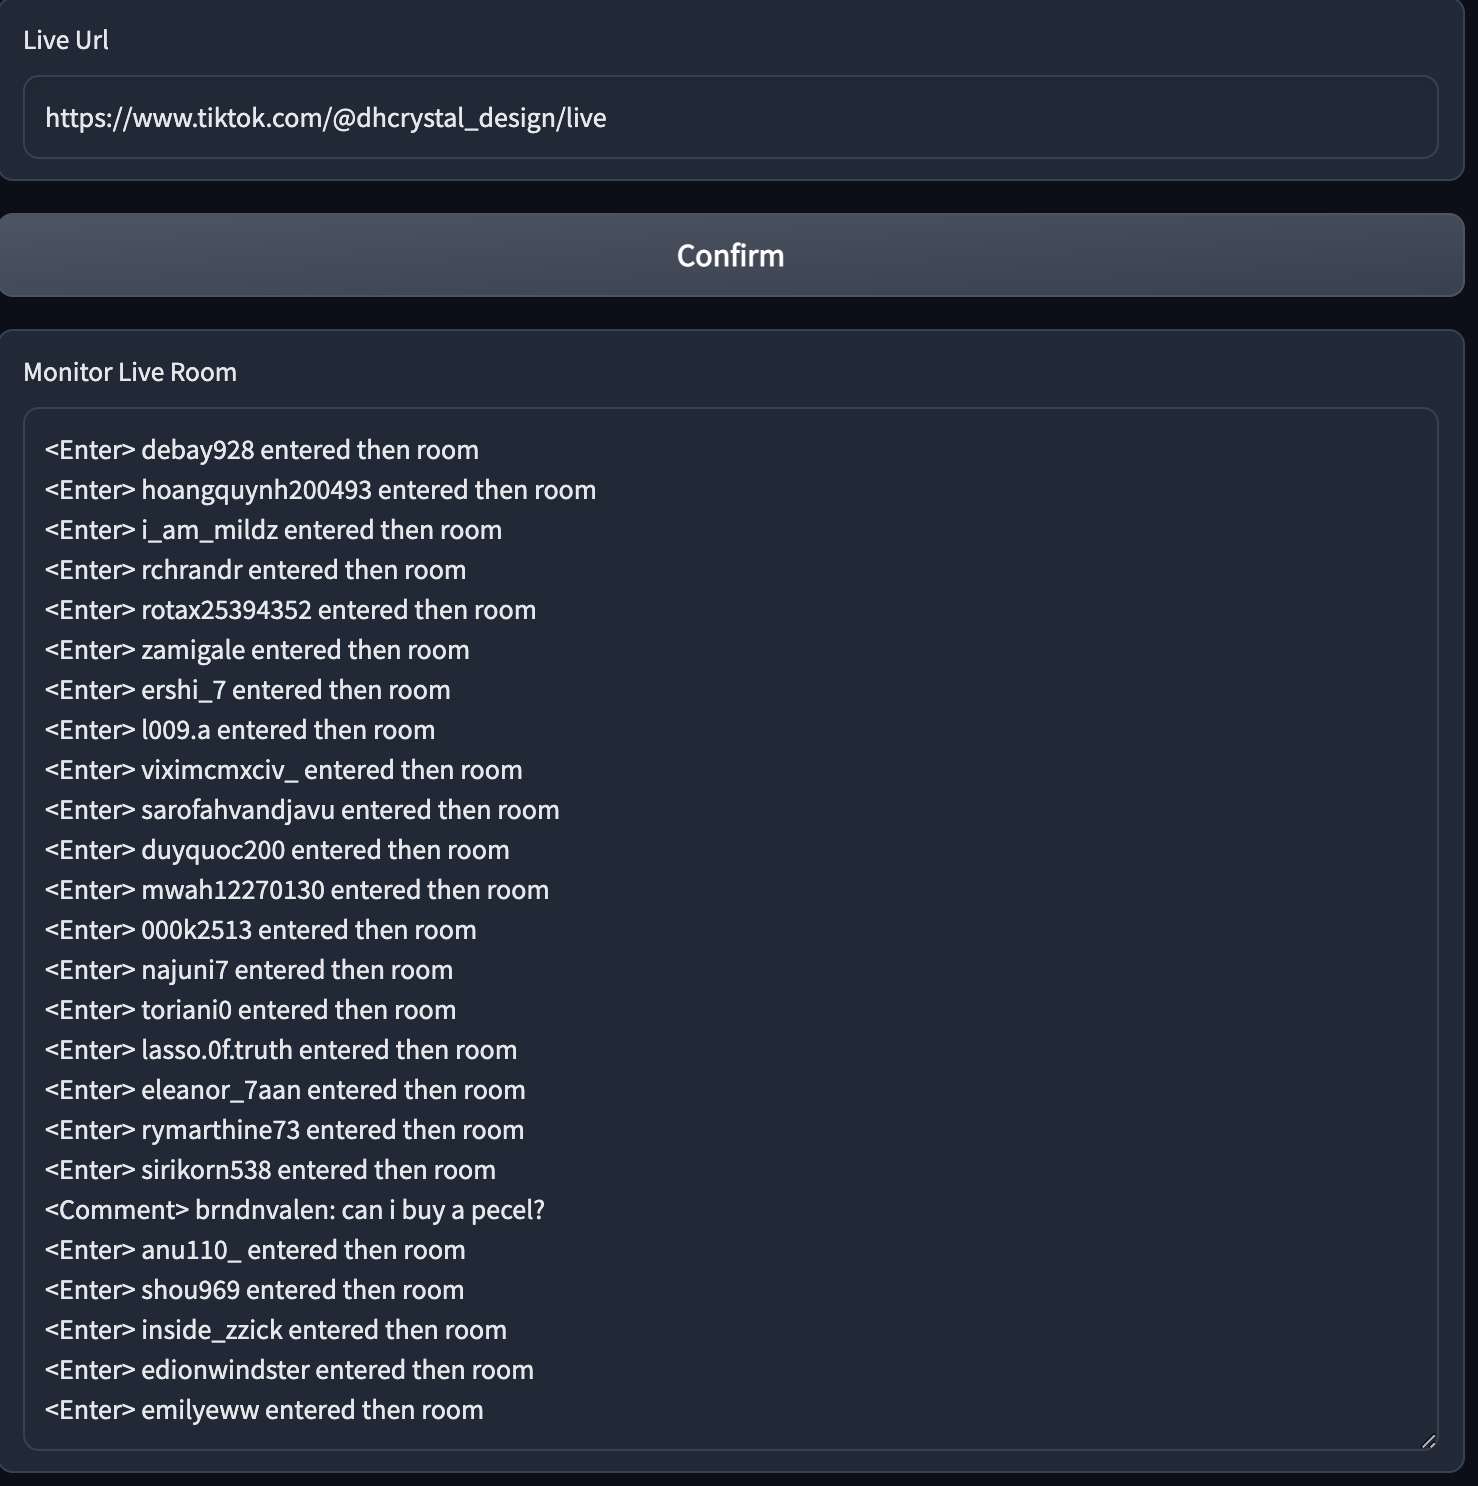 Live Url
https://www.tiktok.com/@dhcrystal_design/live
Confirm
Monitor Live Room
<Enter> debay928 entered then room
<Enter> hoangquynh200493 entered then room
<Enter> i_am_mildz entered then room
<Enter> rchrandr entered then room
<Enter> rotax25394352 entered then room
<Enter> zamigale entered then room
<Enter> ershi_7 entered then room
<Enter> l009.a entered then room
<Enter> viximcmxciv_ entered then room
<Enter> sarofahvandjavu entered then room
<Enter> duyquoc200 entered then room
<Enter> mwah12270130 entered then room
<Enter> 000k2513 entered then room
<Enter> najuni7 entered then room
<Enter> toriani0 entered then room
<Enter> lasso.0f.truth entered then room
<Enter> eleanor_7aan entered then room
<Enter> rymarthine73 entered then room
<Enter> sirikorn538 entered then room
<Comment> brndnvalen: can i buy a pecel?
<Enter> anu110_ entered then room
<Enter> shou969 entered then room
<Enter> inside_zzick entered then room
<Enter> edionwindster entered then room
<Enter> emilyeww entered then room